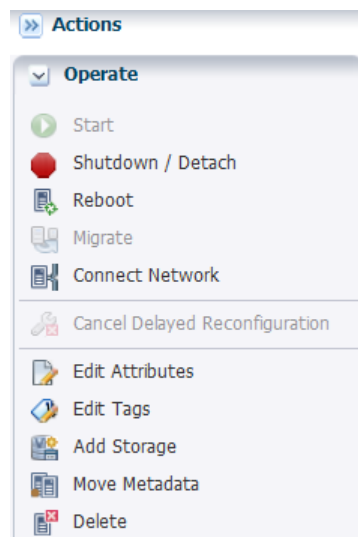 Actions
Operate
Start
Shutdown / Detach
Reboot
Migrate
Connect Network
Cancel Delayed Reconfiguration
Edit Attributes
Edit Tags
Add Storage
Move Metadata
Delete